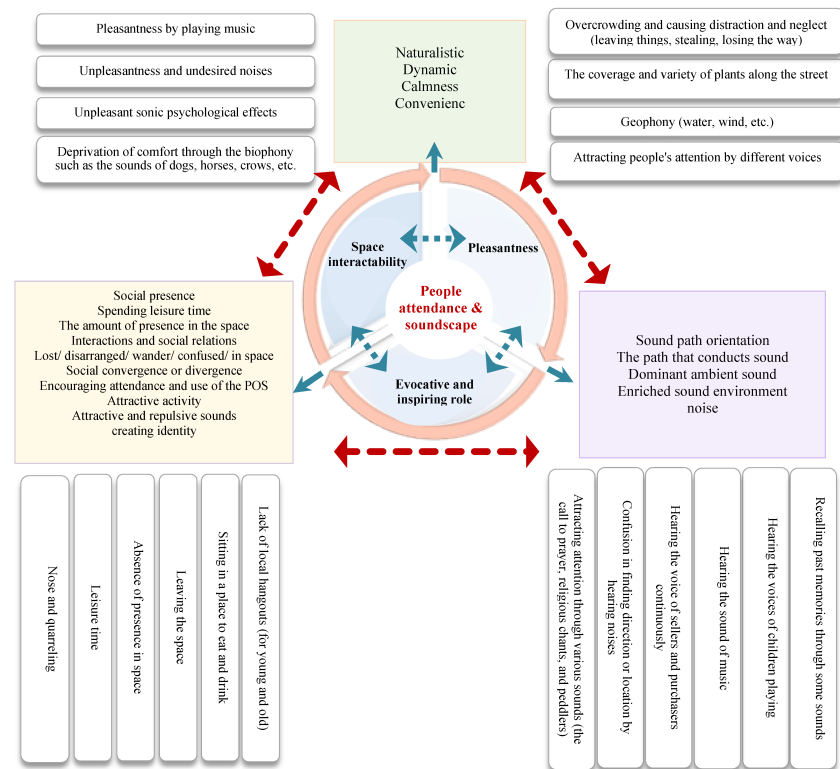 Pleasantness by playing music
Unpleasantness and undesired noises
Unpleasant sonic psychological effects
Deprivation of comfort through the biophony
such as the sounds of dogs, horses, crows, etc.
Naturalistic
Dynamic
Calmness
Convenienc
Overcrowding and causing distraction and neglect
(leaving things, stealing, losing the way)
The coverage and variety of plants along the street
Geophony (water, wind, etc.)
Attracting people's attention by different voices
Space
interactability
Pleasantness
People
attendance &
soundscape
Evocative and
inspiring role
Social presence
Spending leisure time
The amount of presence in the space
Interactions and social relations
Lost/ disarranged/ wander/ confused/ in space
Social convergence or divergence
Encouraging attendance and use of the POS
Attractive activity
Attractive and repulsive sounds
creating identity
Sound path orientation
The path that conducts sound
Dominant ambient sound
Enriched sound environment
noise
Nose and quarreling
Leisure time
Absence of presence in space
Leaving the space
Sitting in a place to eat and drink
Lack of local hangouts (for young and old)
Attracting attention through various sounds (the
call to prayer, religious chants, and peddlers)
Confusion in finding direction or location by
hearing noises
Hearing the voice of sellers and purchasers
continuously
Hearing the sound of music
Hearing the voices of children playing
Recalling past memories through some sounds